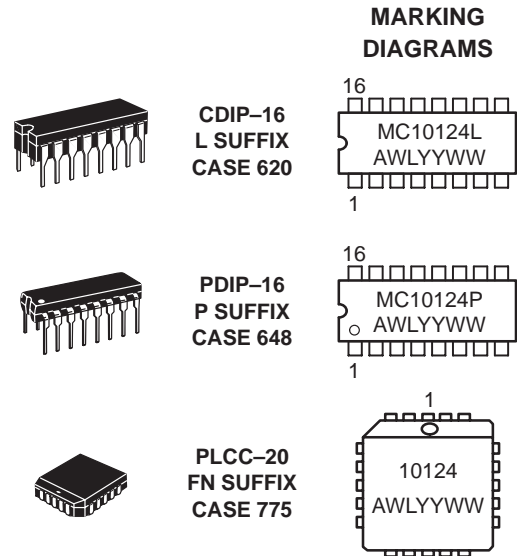 MARKING
DIAGRAMS
CDIP–16
L SUFFIX
CASE 620
16
MC10124L
AWLYYWW
1
PDIP–16
P SUFFIX
CASE 648
16
MC10124P
AWLYYWW
1
PLCC–20
FN SUFFIX
CASE 775
1
10124
AWLYYWW